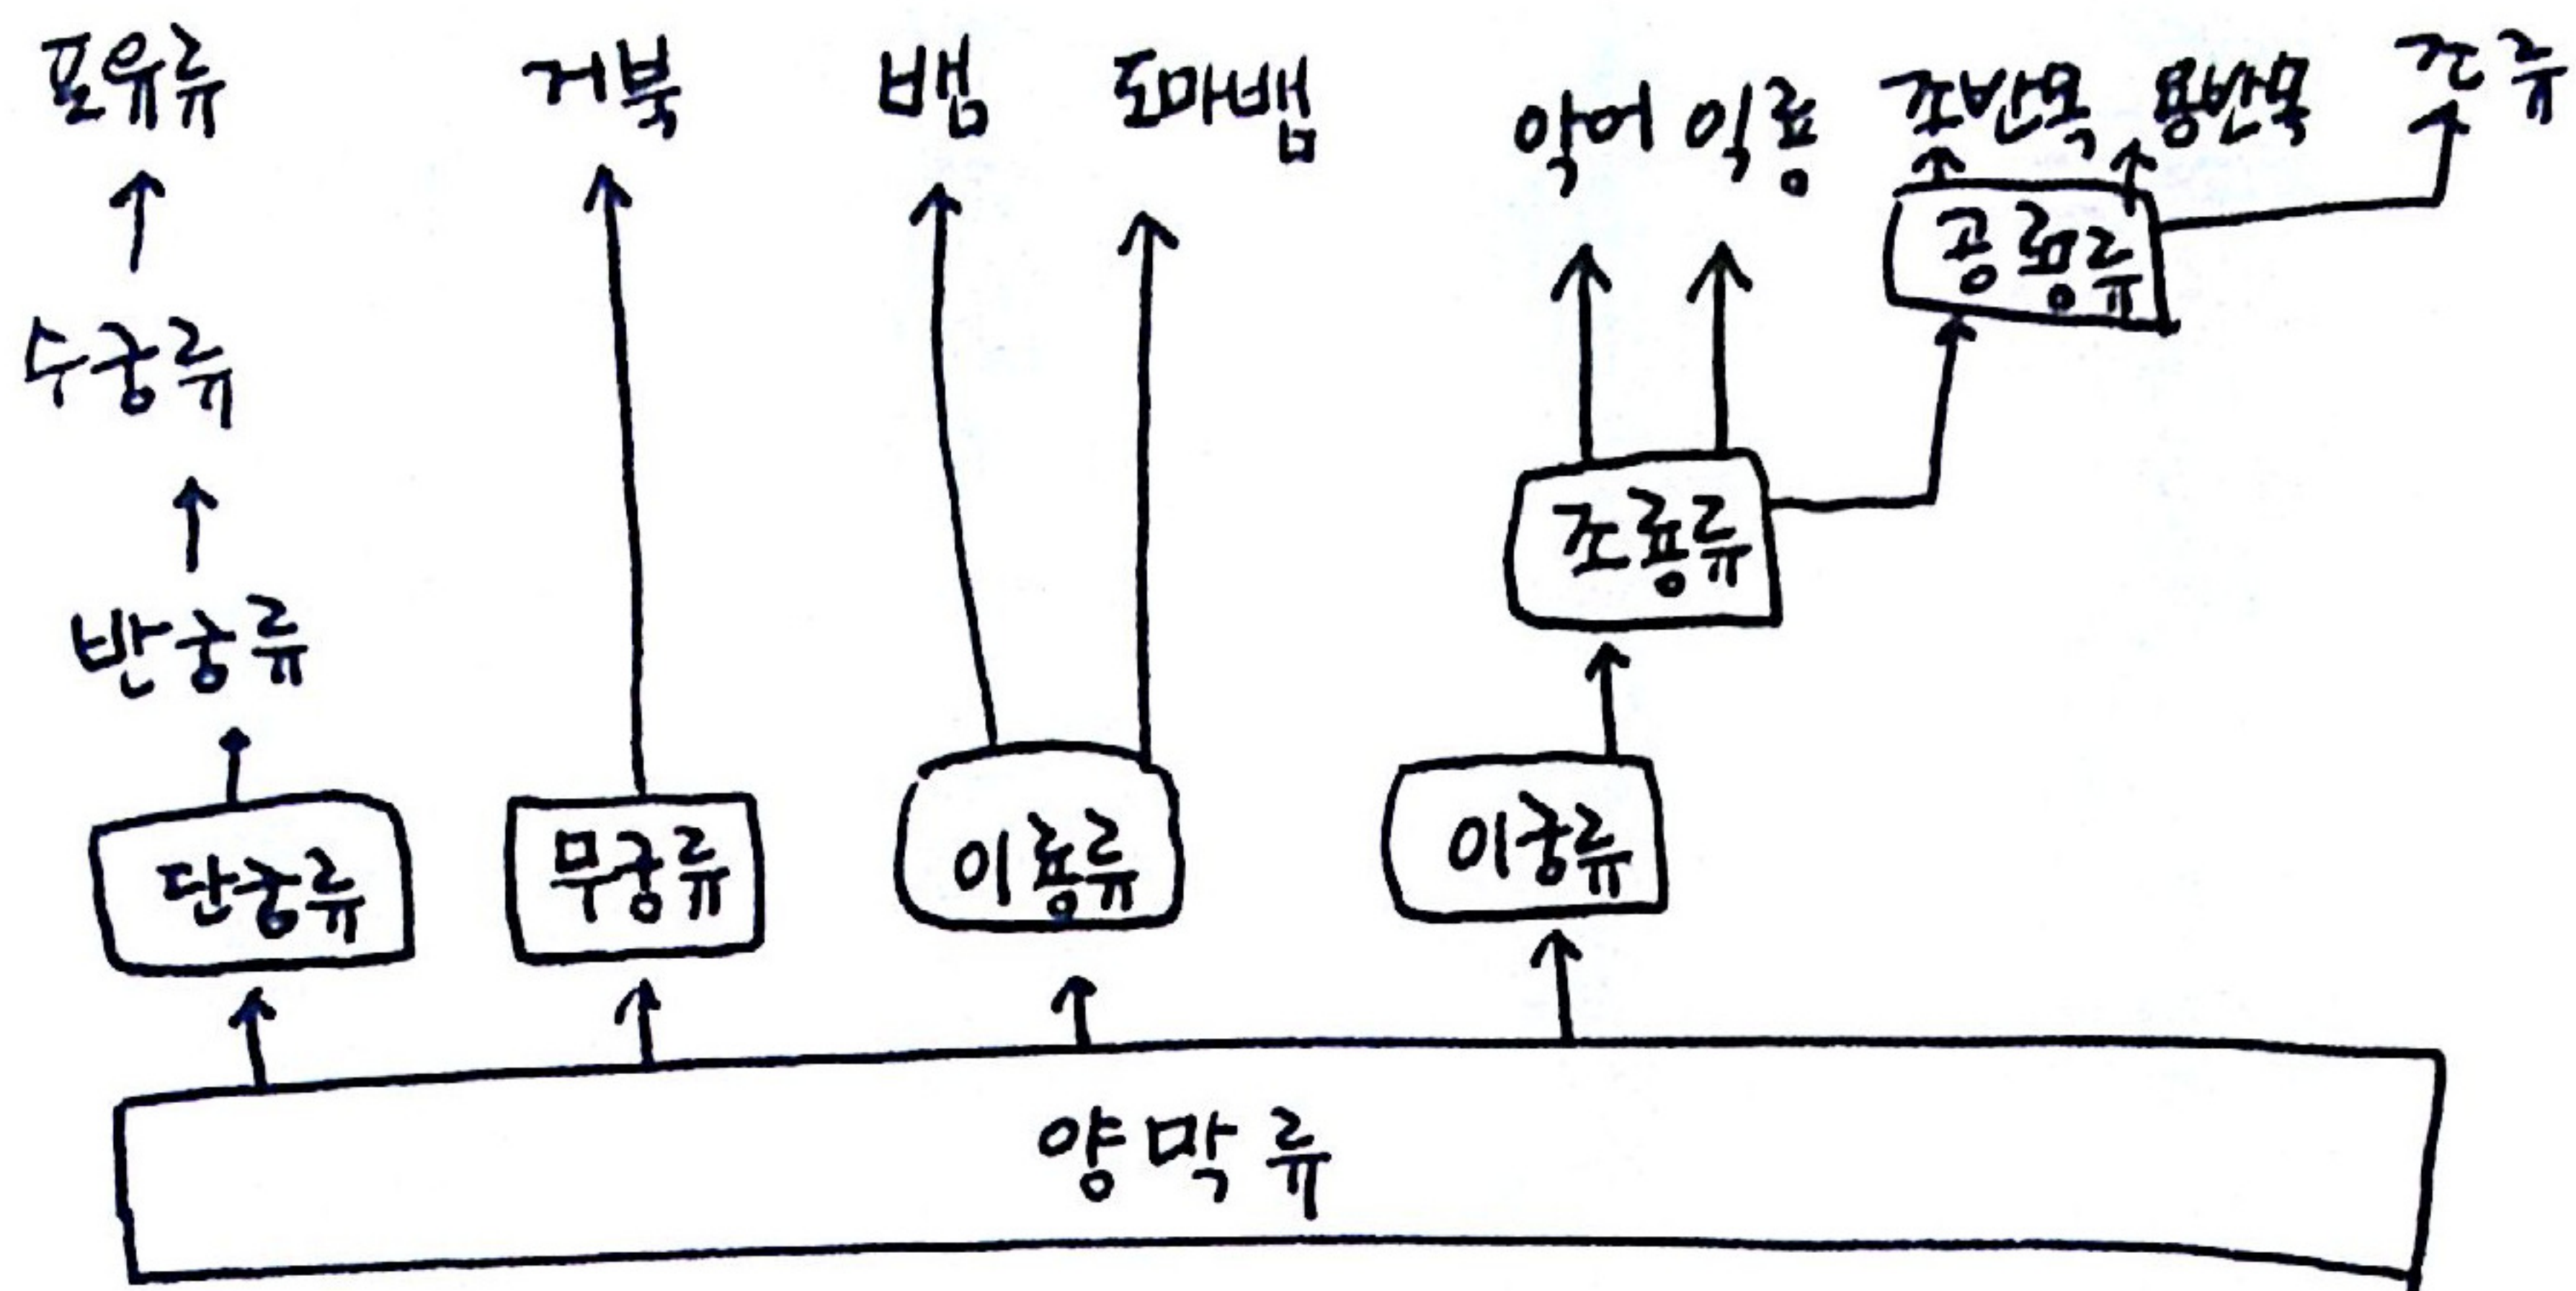 포유류
거북
뱀
도마뱀
악어
익룡
조반목
용반목
조류
공룡류
수궁류
조룡류
반궁류
단궁류
무궁류
이룡류
이궁류
양막류